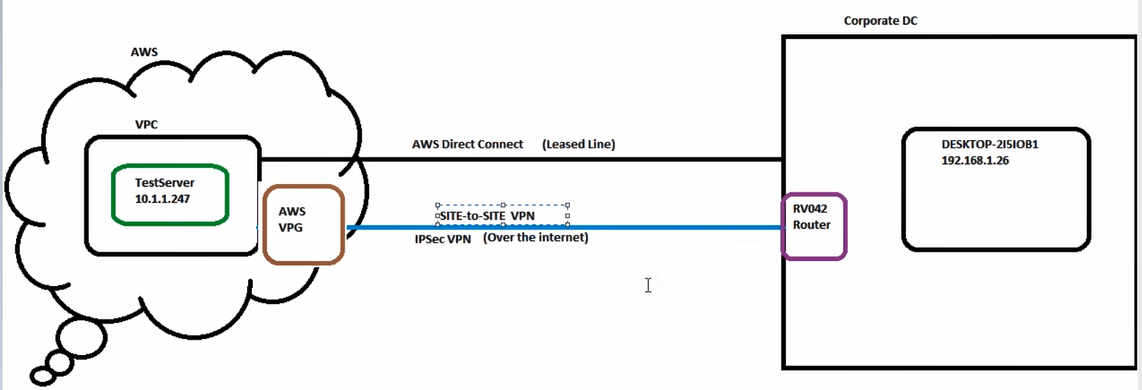 Corporate DC
AWS
VPC
AWS Direct Connect (Leased Line)
DESKTOP-2I5IOB1
192.168.1.26
TestServer
10.1.1.247
AWS
VPG
SITE-to-SITE VPN
RV042
Router
IPSec VPN (Over the internet)